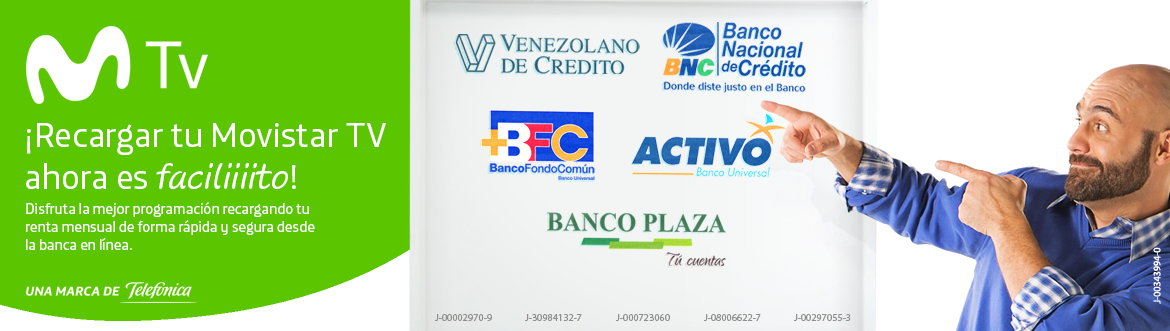 Tv
¡Recargar tu Movistar TV
ahora es faciliiiito!
Disfruta la mejor programación recargando tu
renta mensual de forma rápida y segura desde
la banca en línea.
UNA MARCA DE Telefónica
VENEZOLANO
DE CREDITO
BNC
Banco
Nacional
de Crédito
Donde diste justo en el Banco
+BFC
BancoFondoComún
Banco Universal
ACTIVO
Banco Universal
BANCO PLAZA
Tú cuentas
J-00002970-9 J-30984132-7 J-000723060 J-08006622-7 J-00297055-3
J-00343994-0